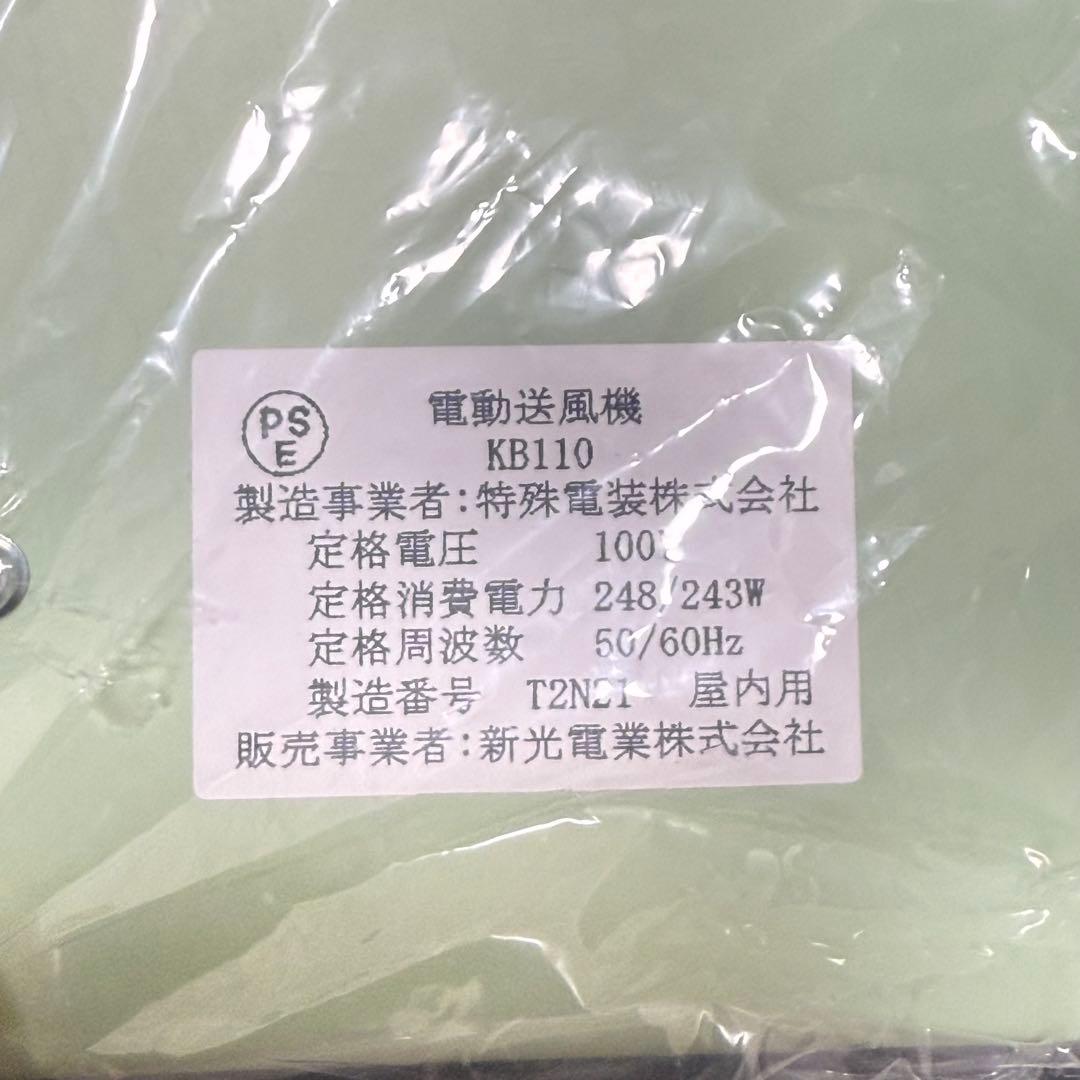 PSE
電動送風機
KB110
製造事業者:特殊電装株式会社
定格電圧 100V
定格消費電力 248/243W
定格周波数 50/60Hz
製造番号 T2N21 屋内用
販売事業者:新光電業株式会社